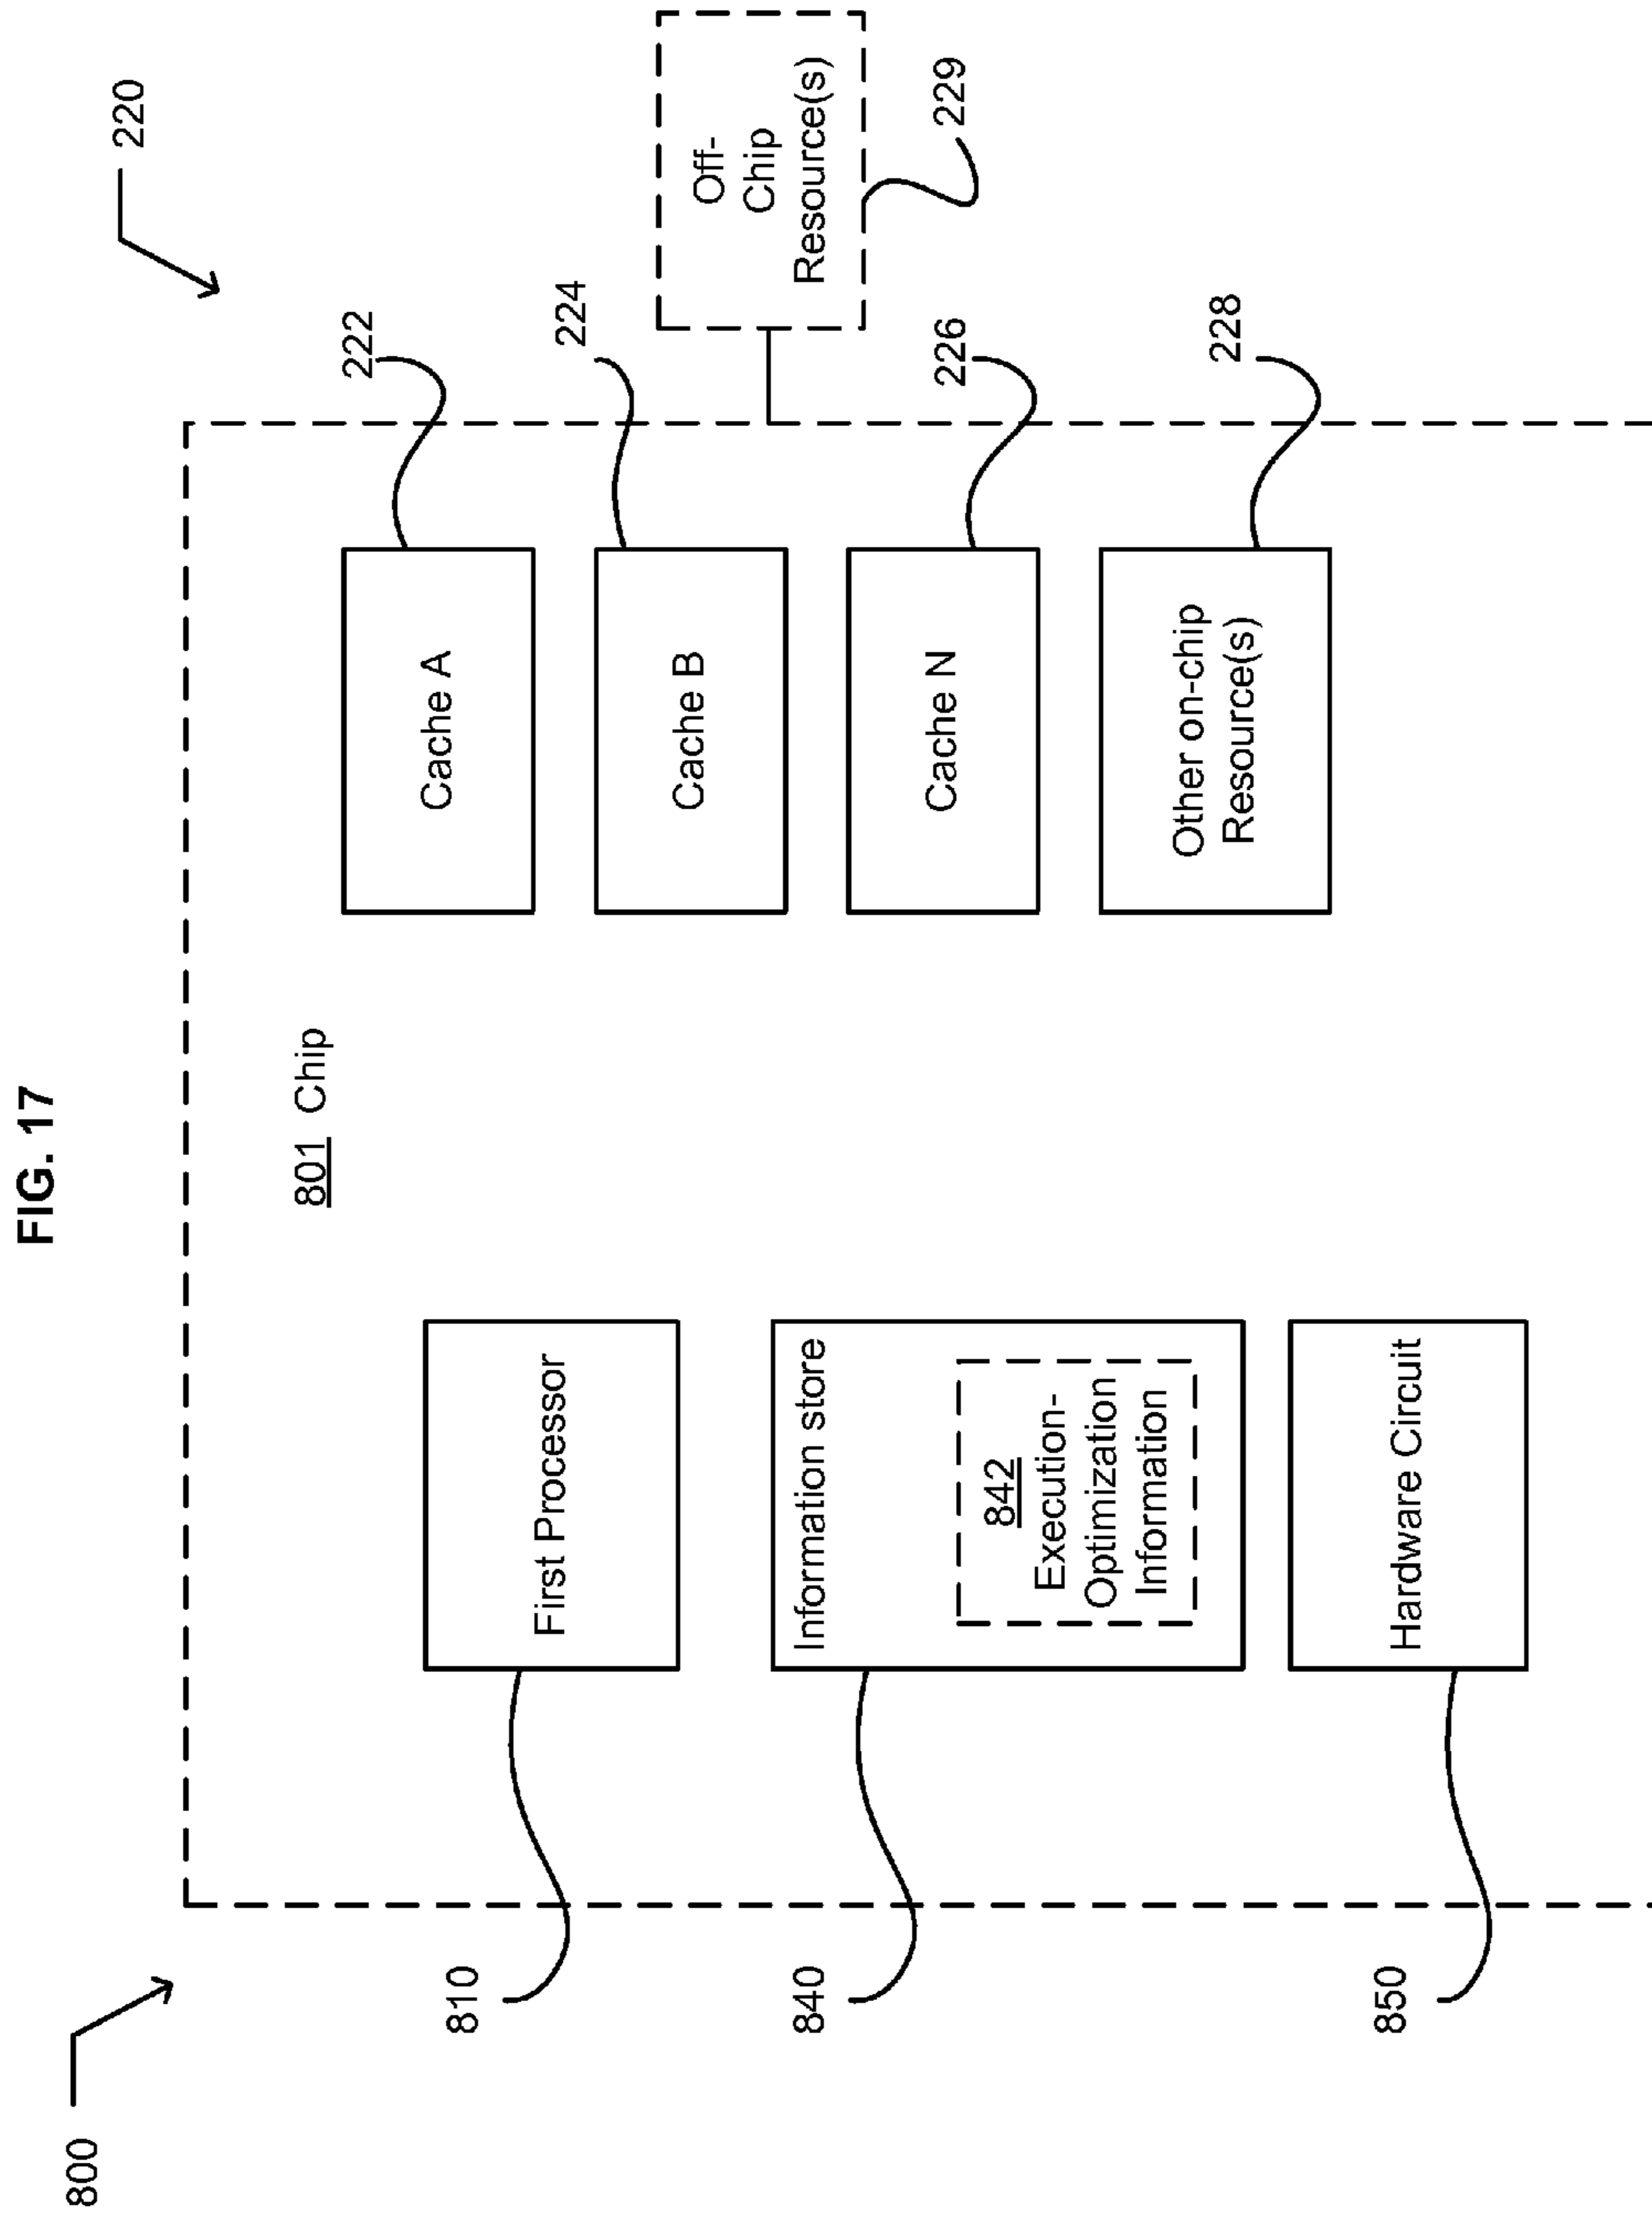 FIG. 17
800
220
801 Chip
810
First Processor
840
Information store
842
Execution-
Optimization
Information
850
Hardware Circuit
Cache A
222
Cache B
224
Cache N
226
Other on-chip
Resource(s)
228
Off-
Chip
Resource(s)
229